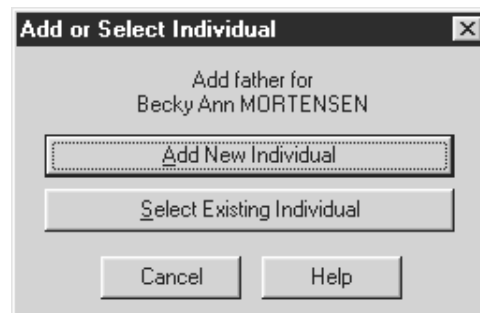 Add or Select Individual
Add father for
Becky Ann MORTENSEN
Add New Individual
Select Existing Individual
Cancel Help